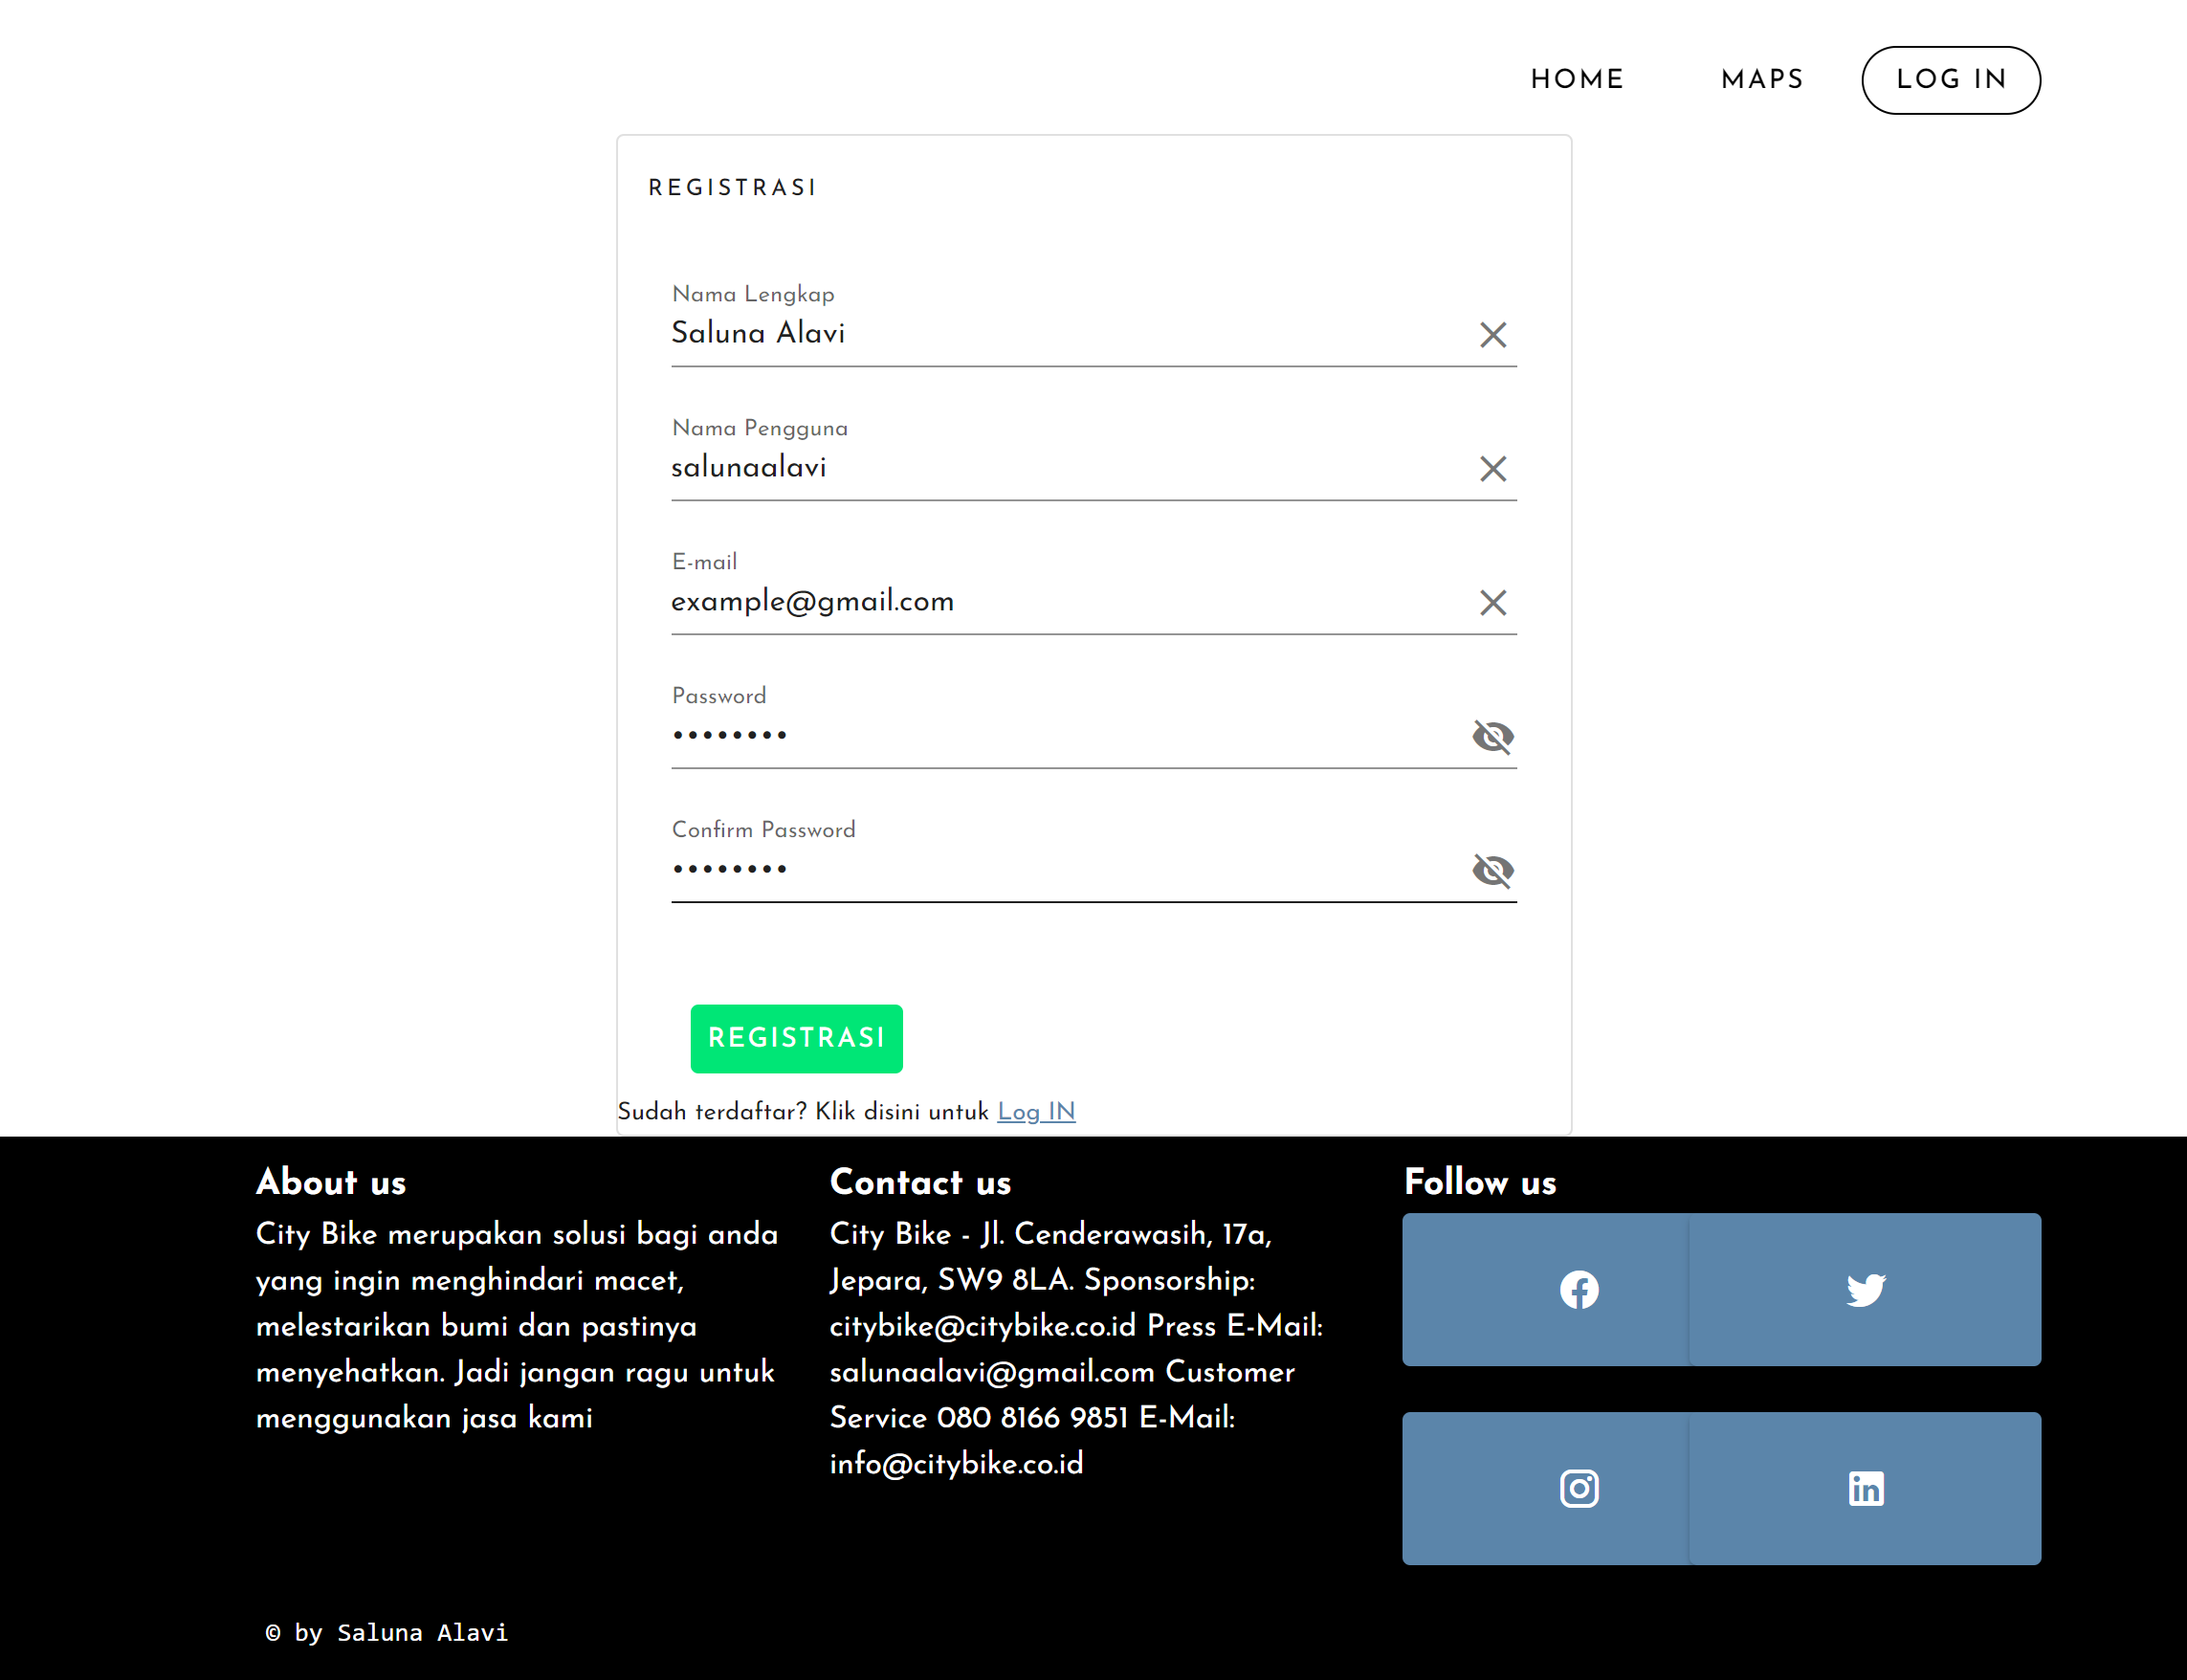 HOME MAPS LOG IN
REGISTRASI
Nama Lengkap
Saluna Alavi
Nama Pengguna
salunaalavi
E-mail
example@gmail.com
Password
••••••••
Confirm Password
••••••••
REGISTRASI
Sudah terdaftar? Klik disini untuk Log IN
About us
City Bike merupakan solusi bagi anda
yang ingin menghindari macet,
melestarikan bumi dan pastinya
menyehatkan. Jadi jangan ragu untuk
menggunakan jasa kami
Contact us
City Bike - Jl. Cenderawasih, 17a,
Jepara, SW9 8LA. Sponsorship:
citybike@citybike.co.id Press E-Mail:
salunaalavi@gmail.com Customer
Service 080 8166 9851 E-Mail:
info@citybike.co.id
Follow us
© by Saluna Alavi